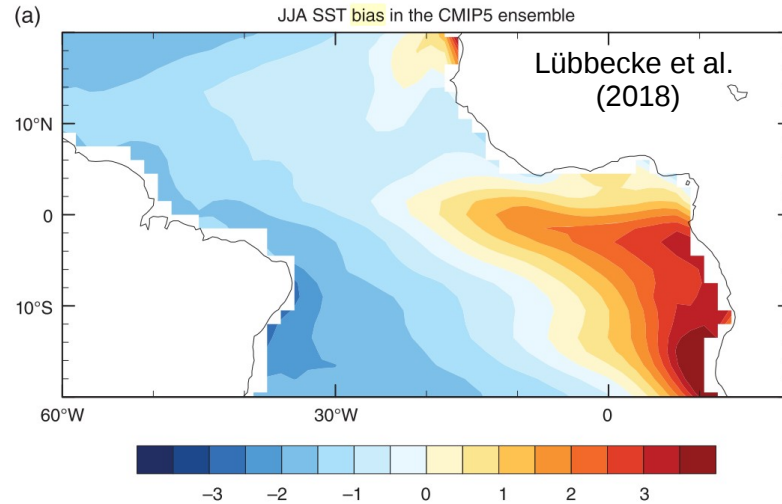 (a)
JJA SST bias in the CMIP5 ensemble
Lübbecke et al.
(2018)
10°N
0
10°S
60°W 30°W 0
−3 −2 −1 0 1 2 3